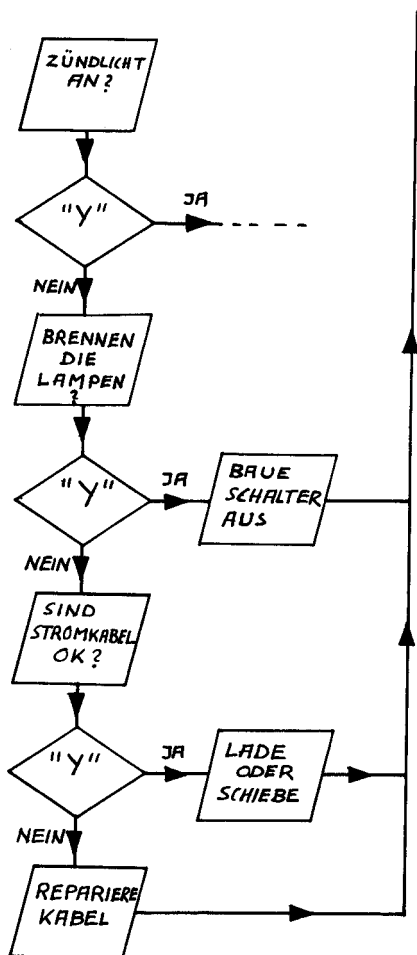 ZÜNDLICHT
AN?
"Y"
JA
NEIN
BRENNEN
DIE
LAMPEN
?
"Y"
JA
BAUE
SCHALTER
AUS
NEIN
SIND
STROMKABEL
OK?
"Y"
JA
LADE
ODER
SCHIEBE
NEIN
REPARIERE
KABEL